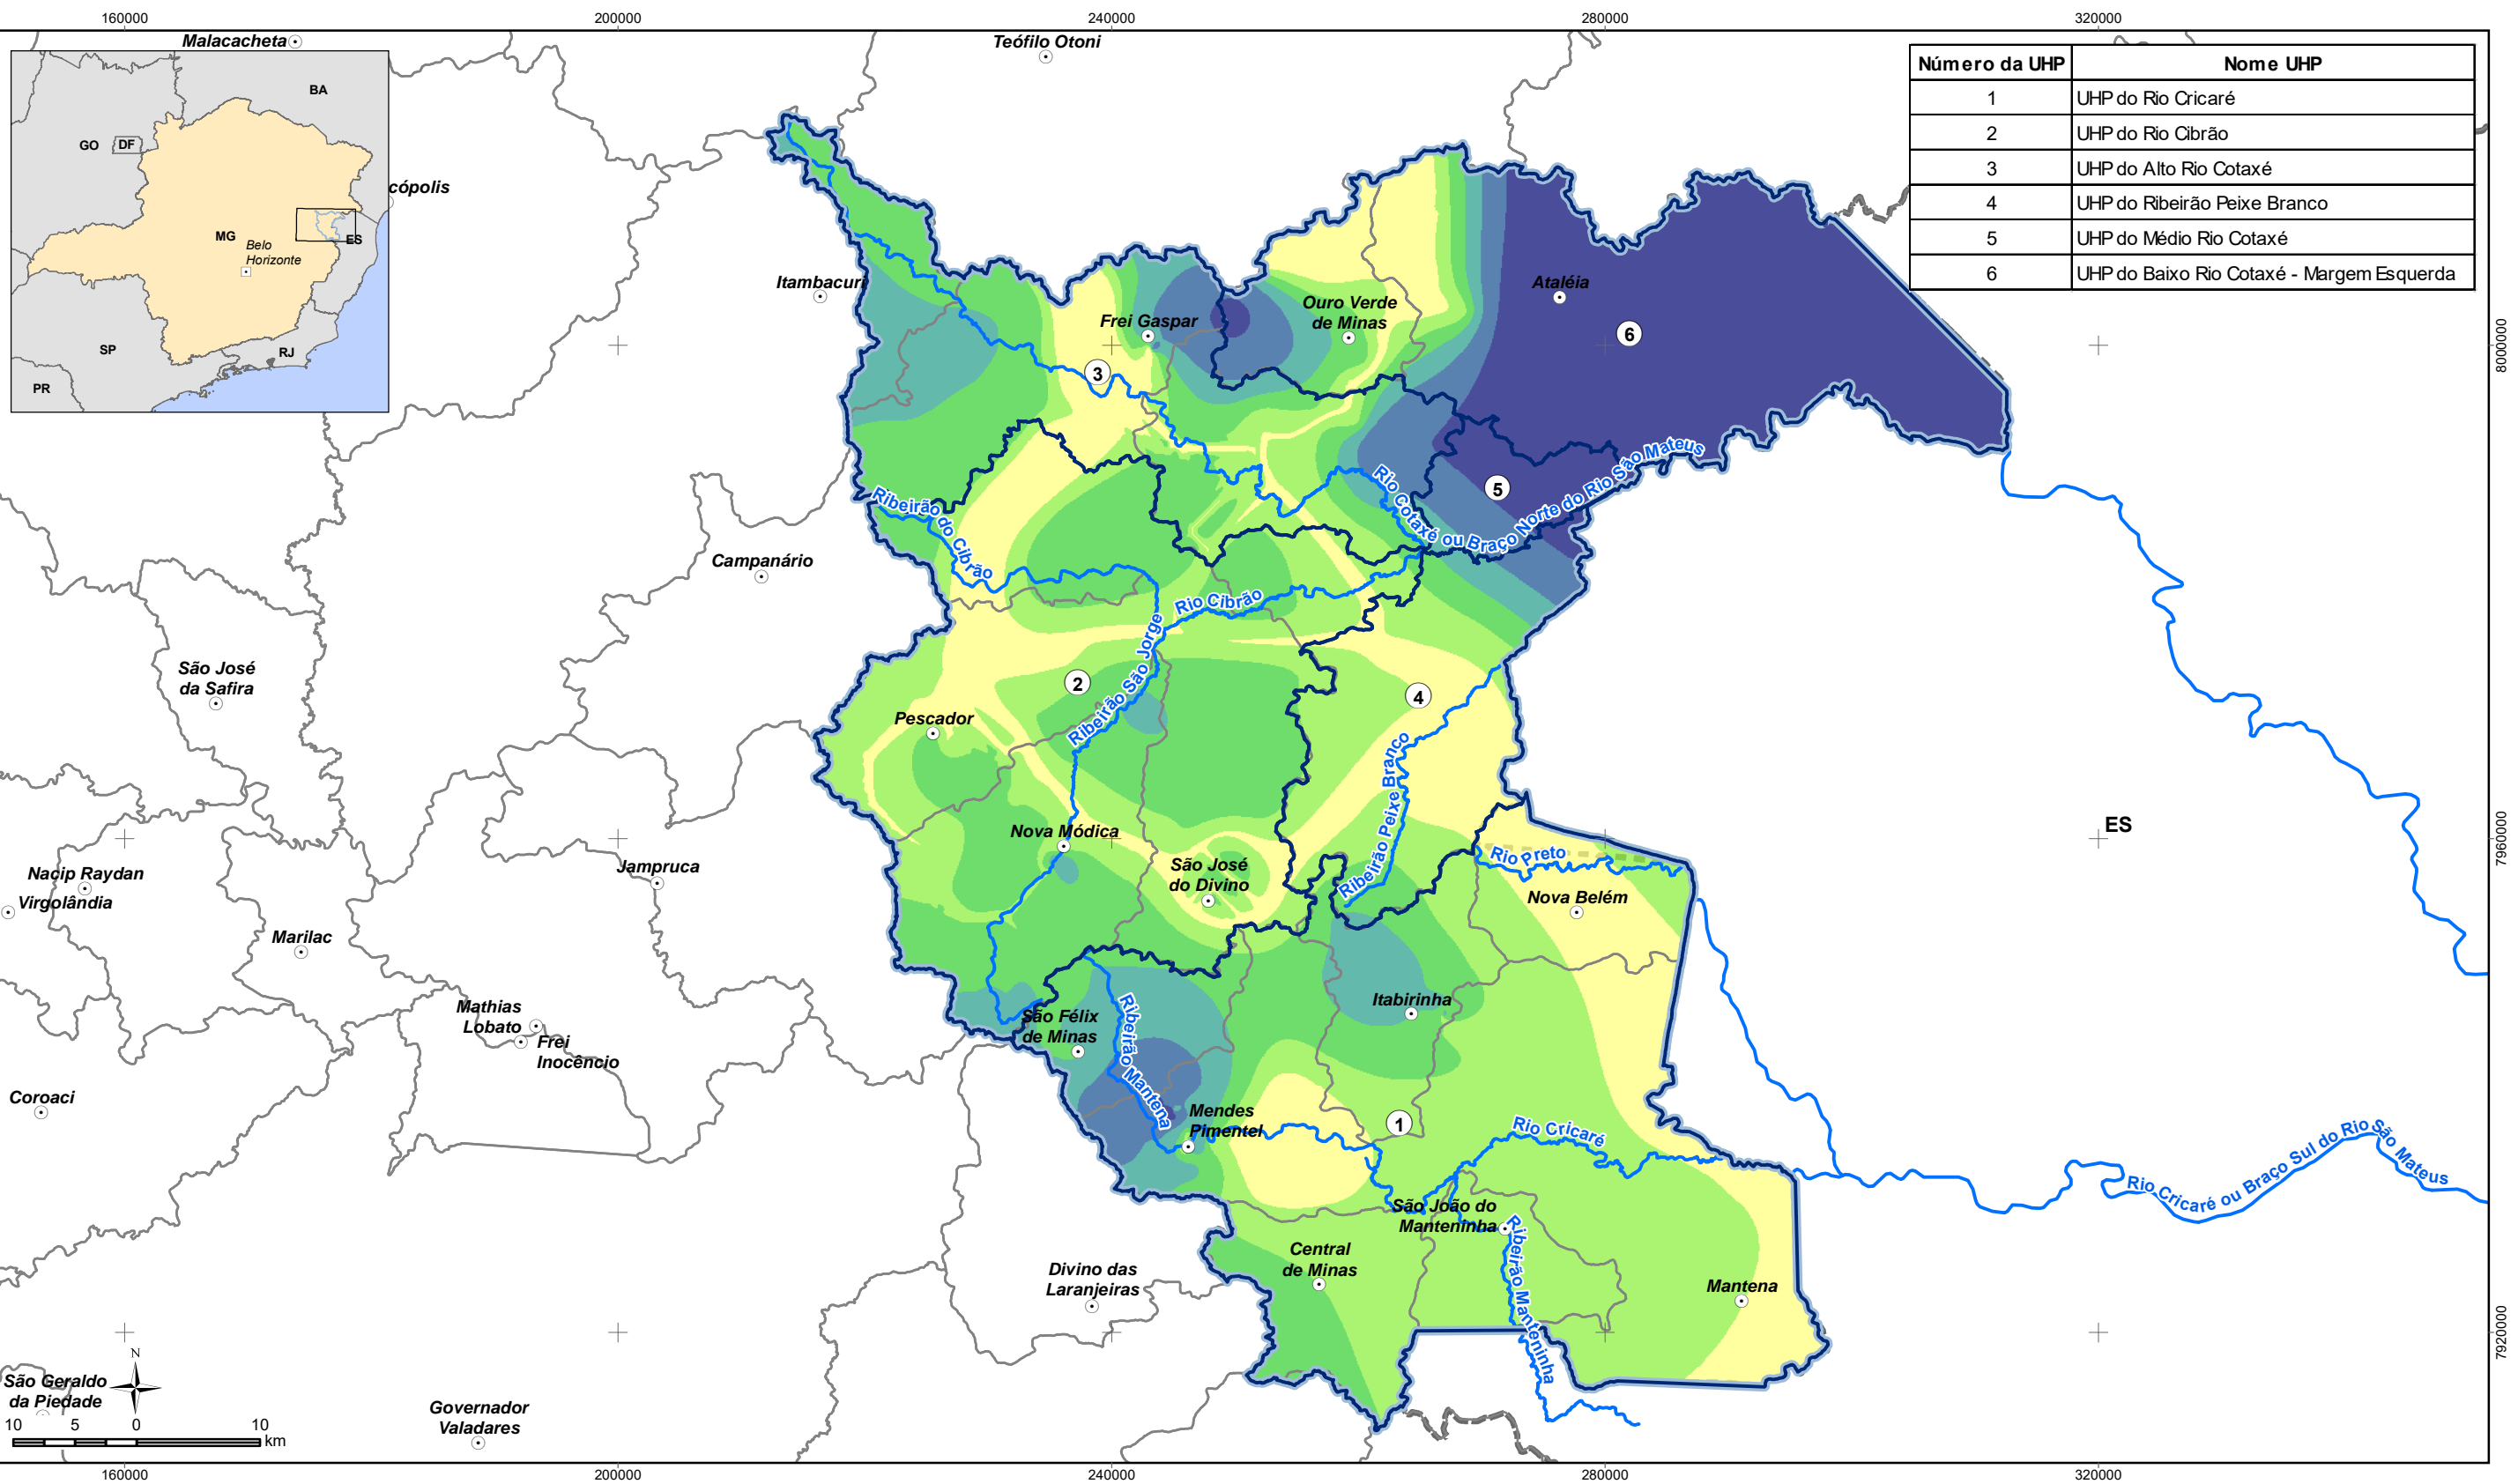 160000
200000
240000
280000
320000
Malacacheta
Teófilo Otoni
Número da UHP
Nome UHP
1
UHP do Rio Cricaré
2
UHP do Rio Cibrão
3
UHP do Alto Rio Cotaxé
4
UHP do Ribeirão Peixe Branco
5
UHP do Médio Rio Cotaxé
6
UHP do Baixo Rio Cotaxé - Margem Esquerda
BA
GO
DF
MG
Belo
Horizonte
ES
SP
RJ
PR
cópolis
Itambacuri
Frei Gaspar
Ouro Verde
de Minas
Ataléia
6
3
8000000
5
Rio Cotaxé ou Braço Norte do Rio São Mateus
Ribeirão do Cibrão
Campanário
Rio Cibrão
Ribeirão São Jorge
São José
da Safira
2
4
Pescador
Ribeirão Peixe Branco
Nova Módica
ES
7960000
Jampruca
São José
do Divino
Rio Preto
Nova Belém
Nacip Raydan
Virgolândia
Marilac
Itabirinha
Mathias
Lobato
Frei
Inocêncio
São Félix
de Minas
Ribeirão Mantena
Coroaci
Mendes
Pimentel
1
Rio Cricaré
Rio Cricaré ou Braço Sul do Rio São Mateus
São João do
Manteninha
Ribeirão Manteninha
Central
de Minas
Divino das
Laranjeiras
Mantena
7920000
N
São Geraldo
da Piedade
Governador
Valadares
10
5
0
10
km
160000
200000
240000
280000
320000